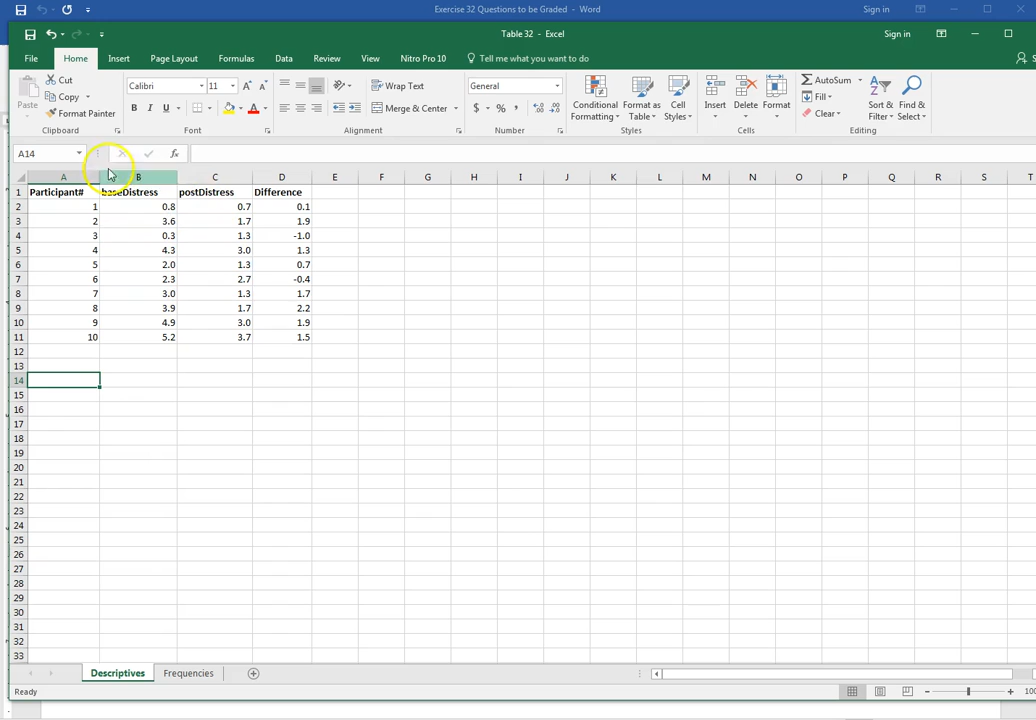 Exercise 32 Questions to be Graded - Word Sign in
Table 32 - Excel Sign in
File Home Insert Page Layout Formulas Data Review View Nitro Pro 10 Tell me what you want to do
Paste Cut Copy Format Painter
Calibri 11
B I U A
Wrap Text
Merge & Center
General
$ % ,
Conditional Formatting Format as Table Cell Styles
Insert Delete Format
AutoSum Fill Clear
Sort & Filter Find & Select
Clipboard Font Alignment Number Styles Cells Editing
A14 fx
A B C D E F G H I J K L M N O P Q R S T
1 Participant# baseDistress postDistress Difference
2 1 0.8 0.7 0.1
3 2 3.6 1.7 1.9
4 3 0.3 1.3 -1.0
5 4 4.3 3.0 1.3
6 5 2.0 1.3 0.7
7 6 2.3 2.7 -0.4
8 7 3.0 1.3 1.7
9 8 3.9 1.7 2.2
10 9 4.9 3.0 1.9
11 10 5.2 3.7 1.5
12
13
14
15
16
17
18
19
20
21
22
23
24
25
26
27
28
29
30
31
32
33
Descriptives Frequencies
Ready 100